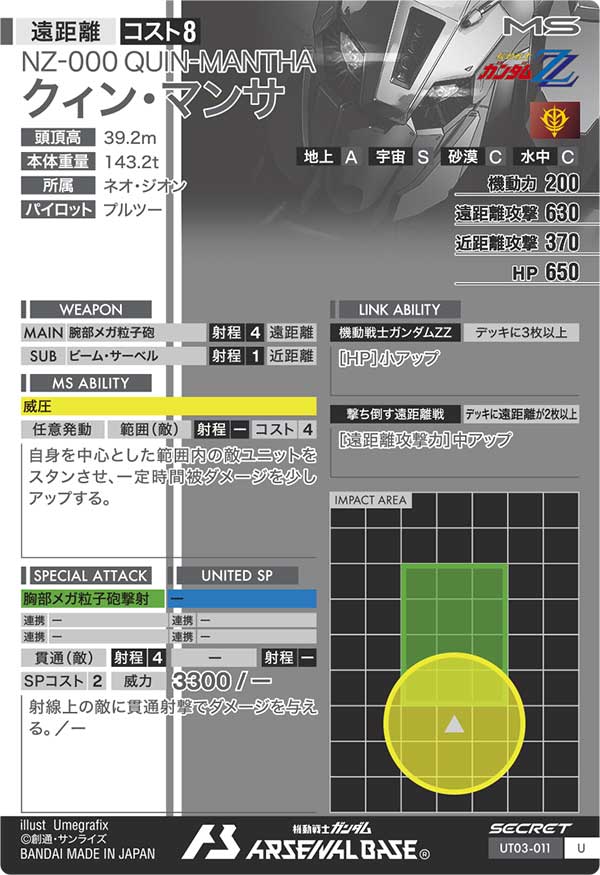 遠距離 コスト8 MS
NZ-000 QUIN-MANTHA
クィン・マンサ
機動戦士ガンダムZZ
頭頂高 39.2m
本体重量 143.2t
所属 ネオ・ジオン
パイロット プルツー
地上 A 宇宙 S 砂漠 C 水中 C
機動力 200
遠距離攻撃 630
近距離攻撃 370
HP 650
WEAPON
MAIN 腕部メガ粒子砲 射程 4 遠距離
SUB ビーム・サーベル 射程 1 近距離
MS ABILITY
威圧
任意発動 範囲(敵) 射程 ー コスト 4
自身を中心とした範囲内の敵ユニットを
スタンさせ、一定時間被ダメージを少し
アップする。
LINK ABILITY
機動戦士ガンダムZZ デッキに3枚以上
[HP]小アップ
撃ち倒す遠距離戦 デッキに遠距離が2枚以上
[遠距離攻撃力]中アップ
SPECIAL ATTACK UNITED SP
胸部メガ粒子砲撃射 ー
連携 ー 連携 ー
連携 ー 連携 ー
貫通(敵) 射程 4 ー 射程 ー
SPコスト 2 威力 3300 / ー
射線上の敵に貫通射撃でダメージを与え
る。/ー
IMPACT AREA
illust Umegrafix
©創通・サンライズ
BANDAI MADE IN JAPAN
機動戦士ガンダム
ARSENAL BASE ®
SECRET
UT03-011 U